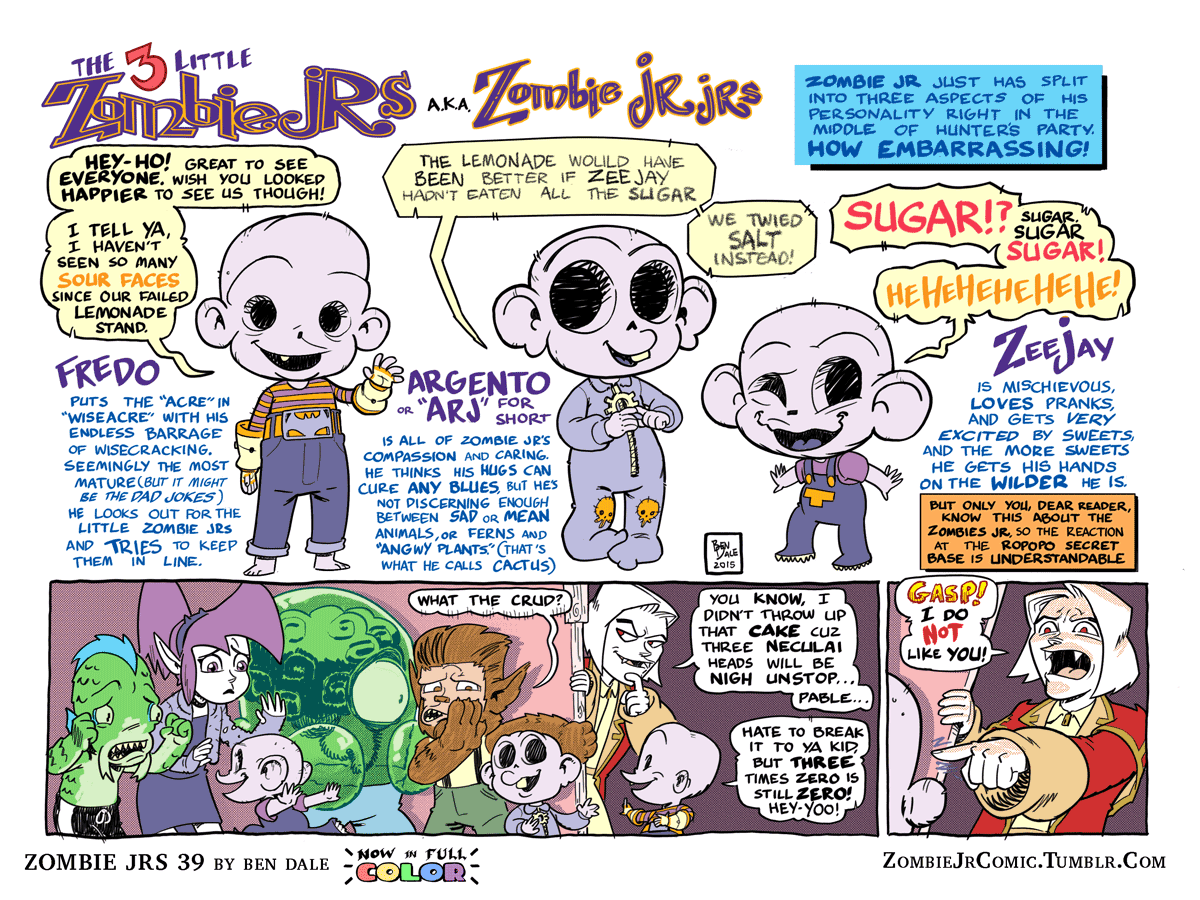 THE 3 LITTLE
ZOMBIE JRS
A.K.A. ZOMBIE JR.JRS
ZOMBIE JR JUST HAS SPLIT
INTO THREE ASPECTS OF HIS
PERSONALITY RIGHT IN THE
MIDDLE OF HUNTER'S PARTY.
HOW EMBARRASSING!
HEY-HO! GREAT TO SEE
EVERYONE. WISH YOU LOOKED
HAPPIER TO SEE US THOUGH!
I TELL YA,
I HAVEN'T
SEEN SO MANY
SOUR FACES
SINCE OUR FAILED
LEMONADE
STAND.
THE LEMONADE WOULD HAVE
BEEN BETTER IF ZEEJAY
HADN'T EATEN ALL THE SUGAR
WE TWIED
SALT
INSTEAD!
SUGAR!?
SUGAR.
SUGAR
SUGAR!
HEHEHEHEHEHE!
FREDO
PUTS THE "ACRE" IN
"WISEACRE" WITH HIS
ENDLESS BARRAGE
OF WISECRACKING.
SEEMINGLY THE MOST
MATURE (BUT IT MIGHT
BE THE DAD JOKES)
HE LOOKS OUT FOR THE
LITTLE ZOMBIE JRS
AND TRIES TO KEEP
THEM IN LINE.
ARGENTO
OR "ARJ" FOR
SHORT
IS ALL OF ZOMBIE JR'S
COMPASSION AND CARING.
HE THINKS HIS HUGS CAN
CURE ANY BLUES, BUT HE'S
NOT DISCERNING ENOUGH
BETWEEN SAD OR MEAN
ANIMALS, OR FERNS AND
"ANGWY PLANTS." (THAT'S
WHAT HE CALLS CACTUS)
ZEEJAY
IS MISCHIEVOUS,
LOVES PRANKS,
AND GETS VERY
EXCITED BY SWEETS,
AND THE MORE SWEETS
HE GETS HIS HANDS
ON THE WILDER HE IS.
BEN
DALE
2015
BUT ONLY YOU, DEAR READER,
KNOW THIS ABOUT THE
ZOMBIES JR, SO THE REACTION
AT THE ROPOPO SECRET
BASE IS UNDERSTANDABLE
WHAT THE CRUD?
YOU KNOW, I
DIDN'T THROW UP
THAT CAKE CUZ
THREE NECULAI
HEADS WILL BE
NIGH UNSTOP...
PABLE...
HATE TO BREAK
IT TO YA KID,
BUT THREE
TIMES ZERO IS
STILL ZERO!
HEY-YOO!
GASP!
I DO
NOT
LIKE YOU!
ZOMBIE JRS 39 BY BEN DALE
NOW IN FULL
COLOR
ZOMBIEJRCOMIC.TUMBLR.COM